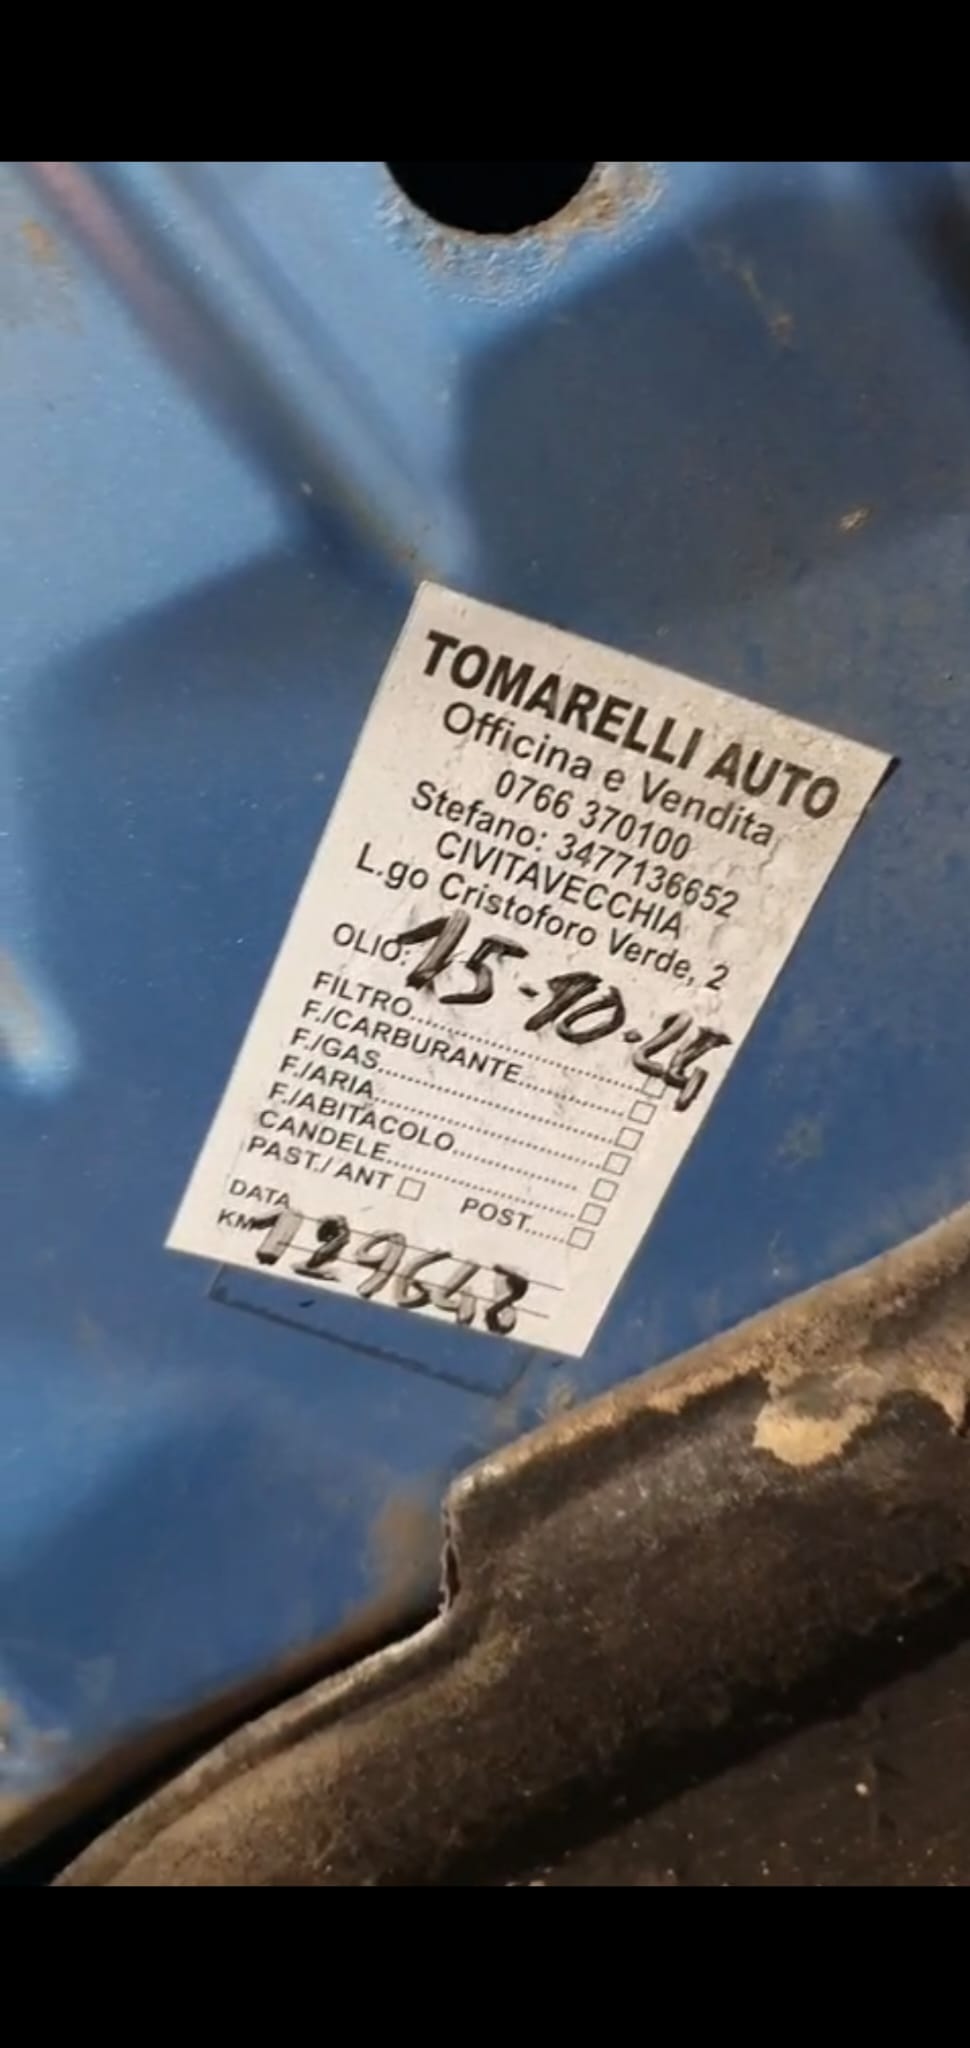 TOMARELLI AUTO
Officina e Vendita
0766 370100
Stefano: 3477136652
CIVITAVECCHIA
L.go Cristoforo Verde, 2
OLIO: 15-10-24
FILTRO
F./CARBURANTE
F./GAS
F./ARIA
F./ABITACOLO
CANDELE
PAST./ ANT POST
DATA
KM 129648